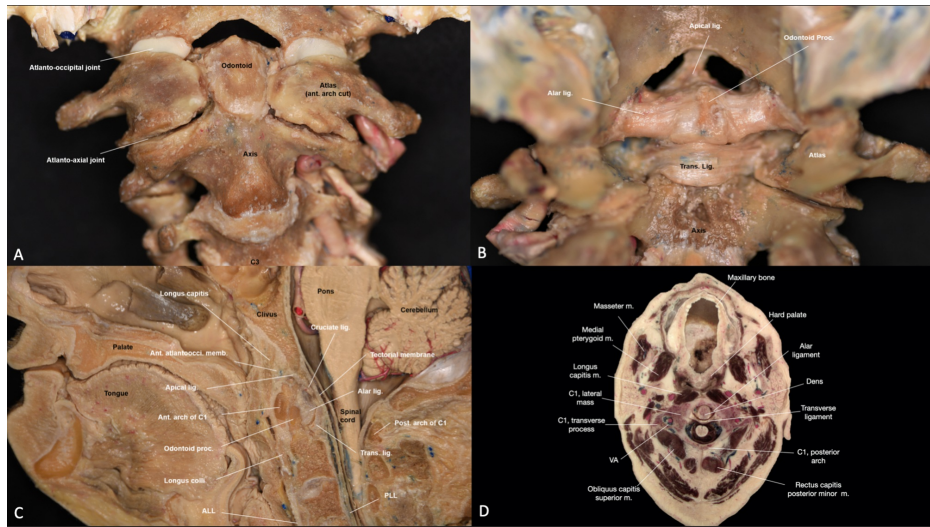 Atlanto-occipital joint
Odontoid
Atlas
(ant. arch cut)
Atlanto-axial joint
Axis
A
C3
Apical lig.
Odontoid Proc.
Alar lig.
Trans. Lig.
Atlas
Axis
B
Longus capitis
Clivus
Pons
Cerebellum
Cruciate lig.
Palate
Ant. atlantoocci. memb.
Tectorial membrane
Apical lig.
Alar lig.
Tongue
Ant. arch of C1
Spinal
cord
Post. arch of C1
Odontoid proc.
Trans. lig.
Longus colli
PLL
ALL
C
Maxillary bone
Masseter m.
Hard palate
Medial
pterygoid m.
Alar
ligament
Longus
capitis m.
Dens
C1, lateral
mass
Transverse
ligament
C1, transverse
process
C1, posterior
arch
VA
Obliquus capitis
superior m.
Rectus capitis
posterior minor m.
D